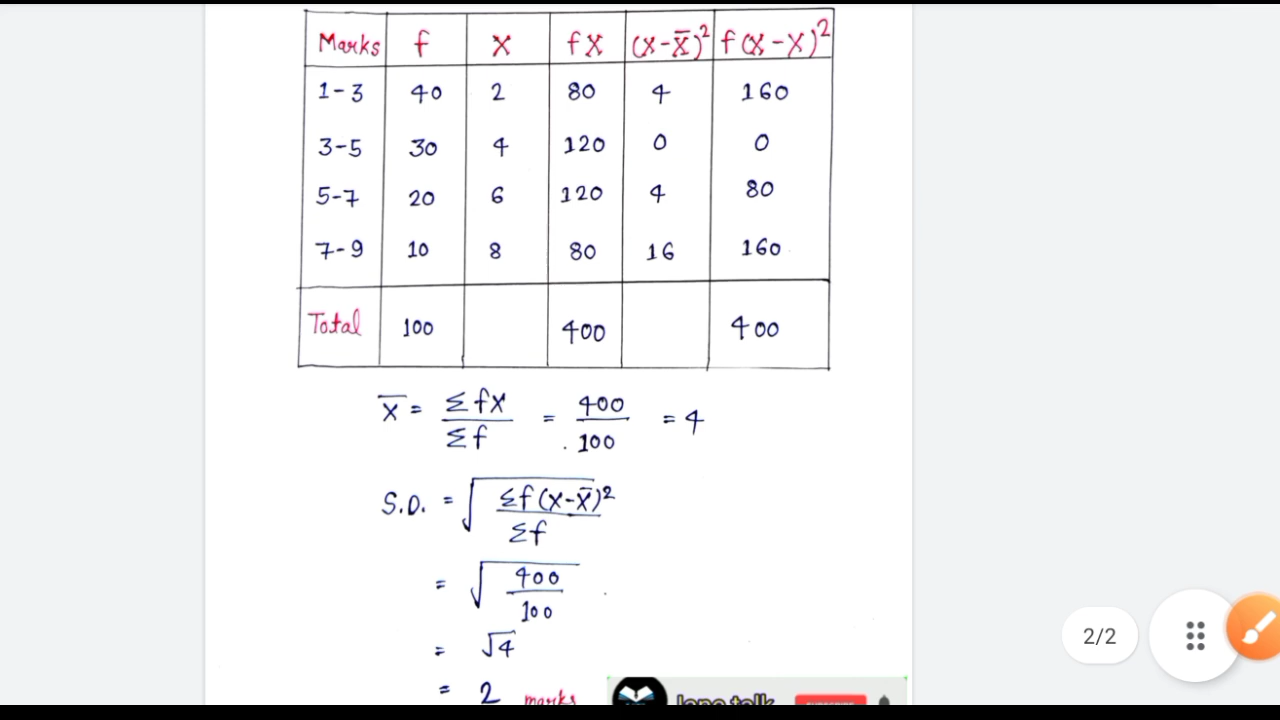 Marks f X fX (X-X̄)² f(X-X)²
1-3 40 2 80 4 160
3-5 30 4 120 0 0
5-7 20 6 120 4 80
7-9 10 8 80 16 160
Total 100 400 400
X̄ = Σfx / Σf = 400 / 100 = 4
S.D. = √Σf(x-x̄)² / Σf
= √400 / 100
= √4
= 2 marks
2/2